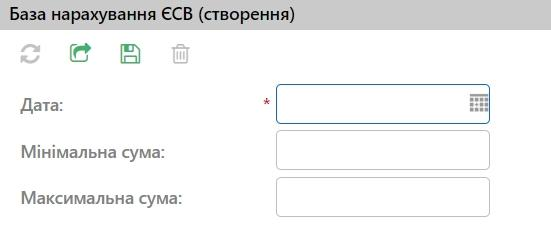 База нарахування ЄСВ (створення)
Дата: *
Мінімальна сума:
Максимальна сума: